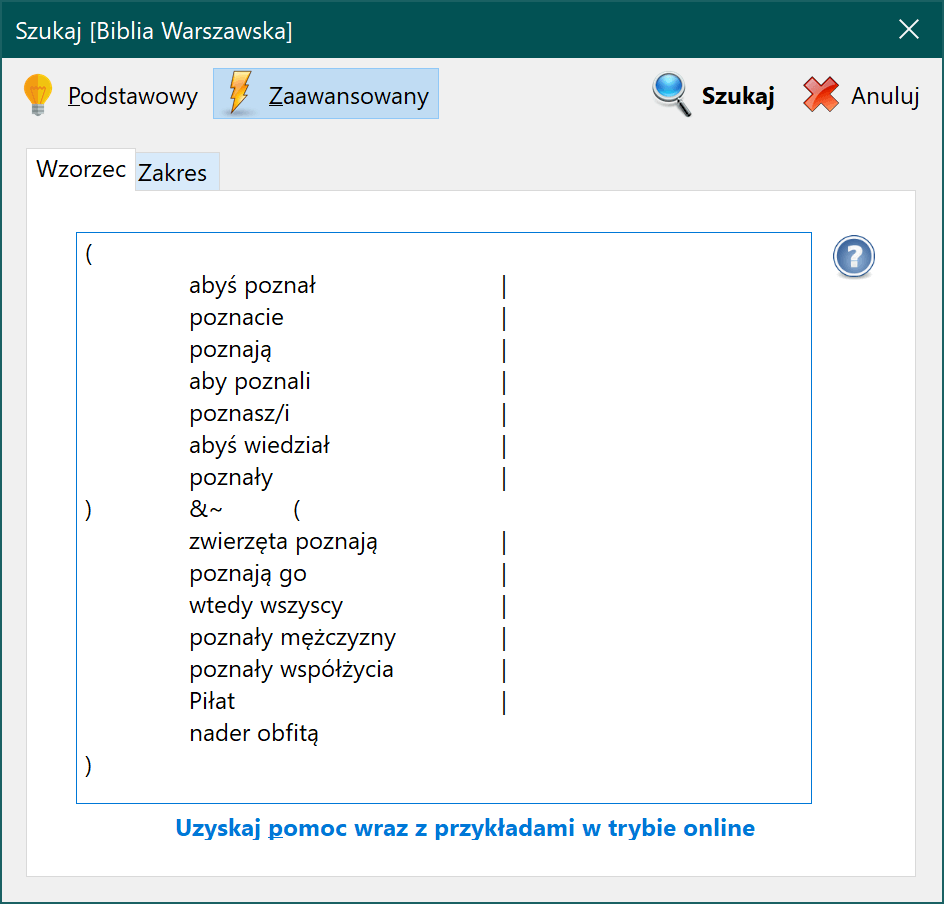 Szukaj [Biblia Warszawska]
Podstawowy Zaawansowany Szukaj Anuluj
Wzorzec Zakres
(
abyś poznał |
poznacie |
poznają |
aby poznali |
poznasz/i |
abyś wiedział |
poznały |
) &~ (
zwierzęta poznają |
poznają go |
wtedy wszyscy |
poznały mężczyzny |
poznały współżycia |
Piłat |
nader obfitą
)
?
Uzyskaj pomoc wraz z przykładami w trybie online